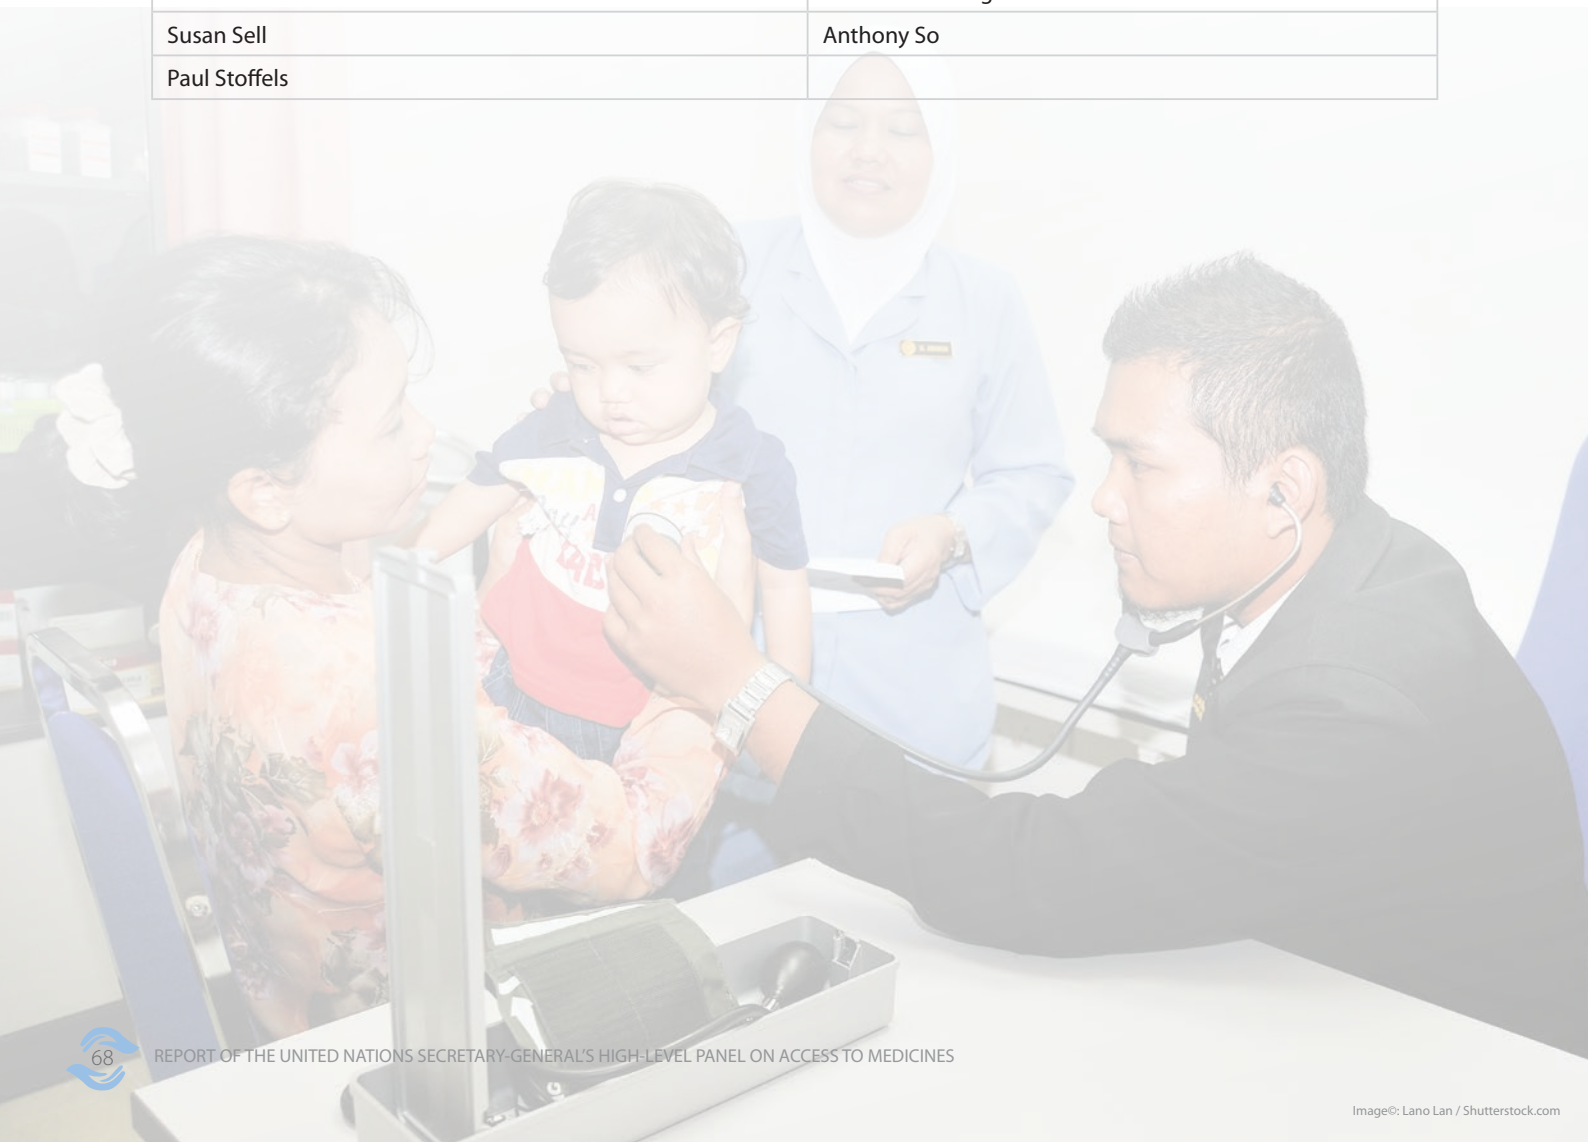 Susan Sell
Anthony So
Paul Stoffels
68
REPORT OF THE UNITED NATIONS SECRETARY-GENERAL'S HIGH-LEVEL PANEL ON ACCESS TO MEDICINES
Image©: Lano Lan / Shutterstock.com